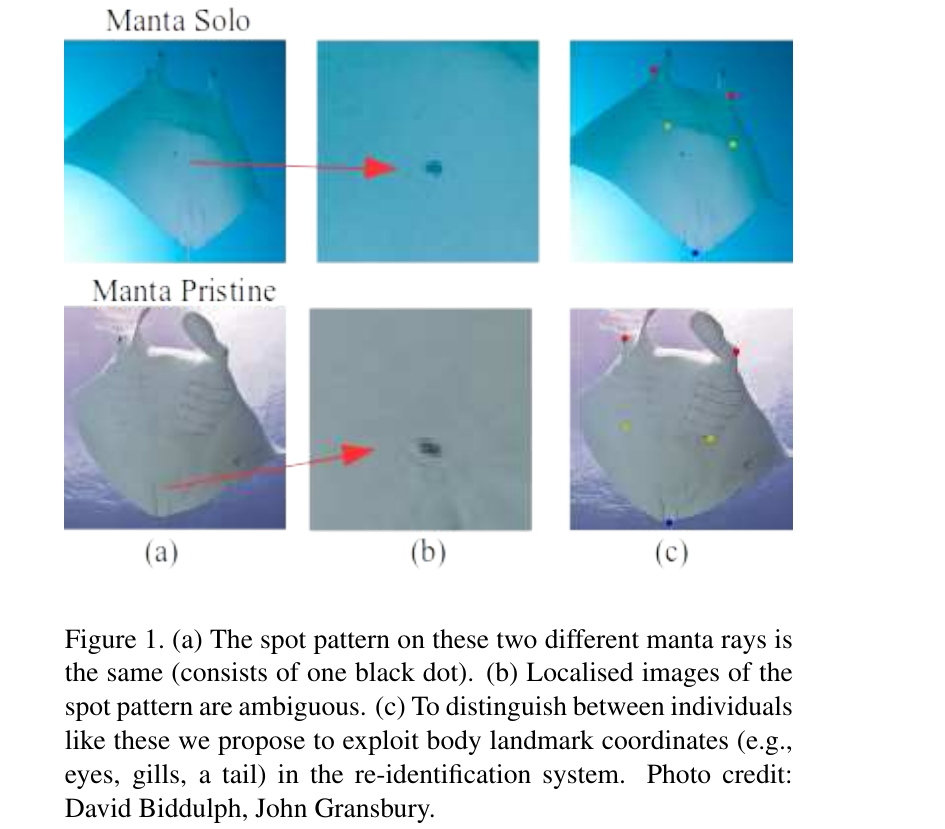 Manta Solo
Manta Pristine
(a) (b) (c)
Figure 1. (a) The spot pattern on these two different manta rays is
the same (consists of one black dot). (b) Localised images of the
spot pattern are ambiguous. (c) To distinguish between individuals
like these we propose to exploit body landmark coordinates (e.g.,
eyes, gills, a tail) in the re-identification system. Photo credit:
David Biddulph, John Gransbury.